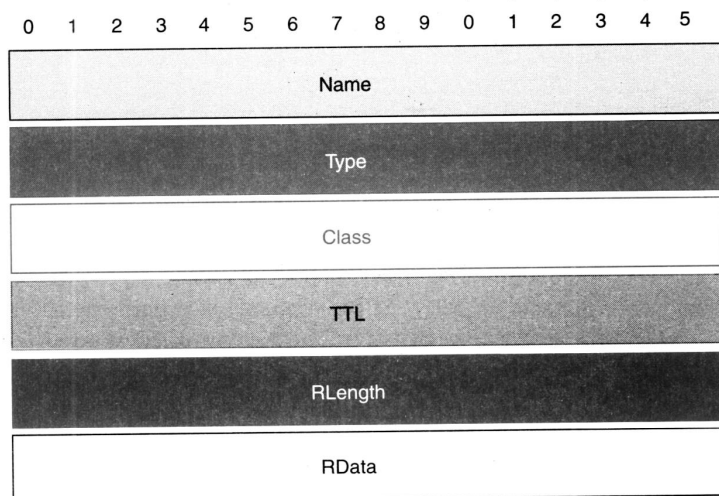 0 1 2 3 4 5 6 7 8 9 0 1 2 3 4 5
Name
Type
Class
TTL
RLength
RData